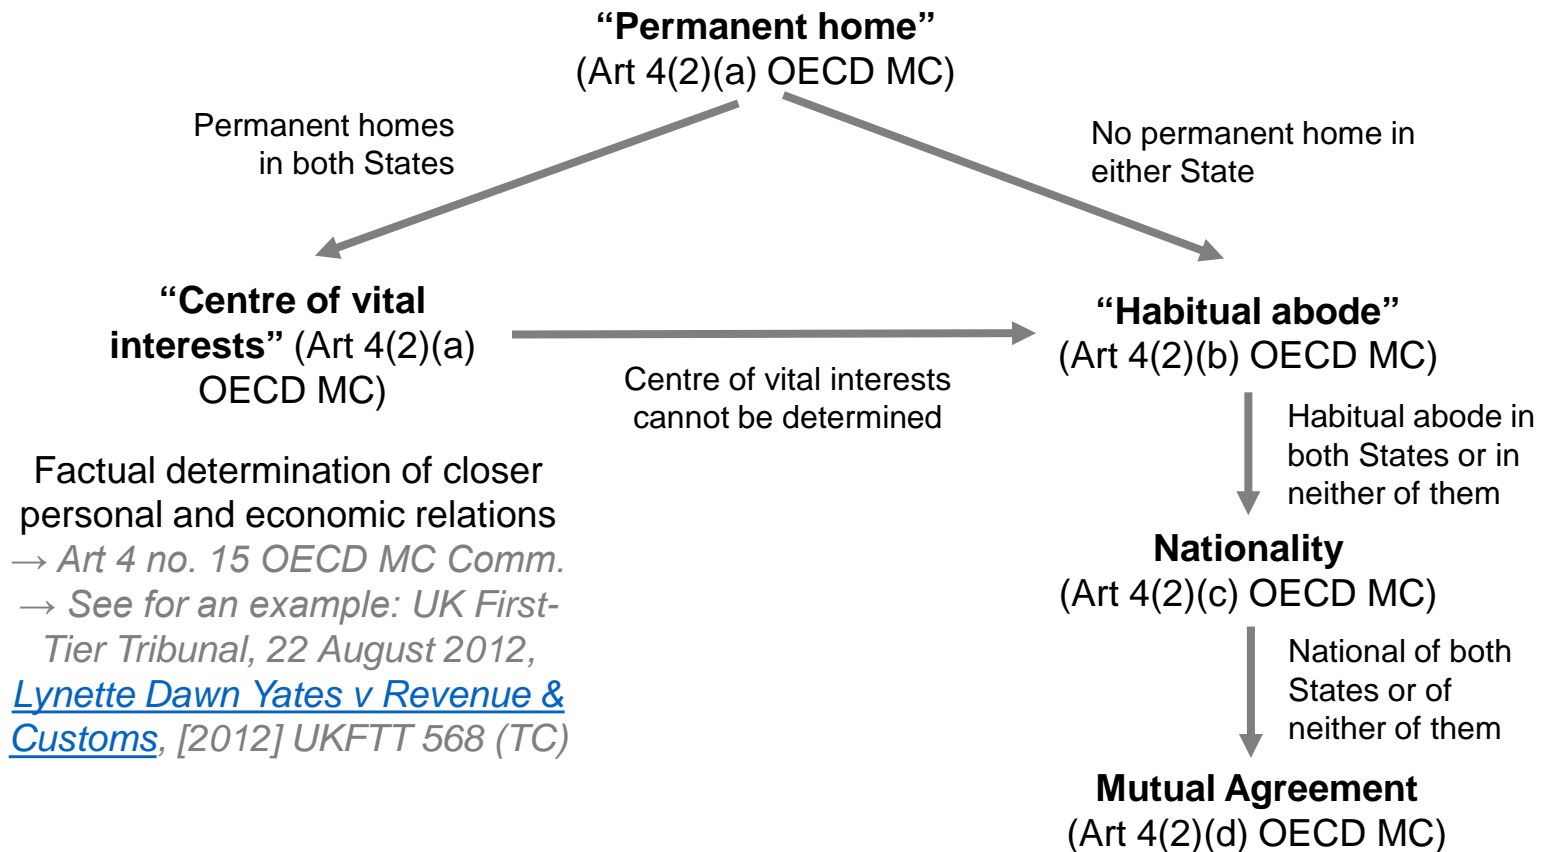 “Permanent home”
(Art 4(2)(a) OECD MC)
Permanent homes
in both States
No permanent home in
either State
“Centre of vital
interests” (Art 4(2)(a)
OECD MC)
Centre of vital interests
cannot be determined
“Habitual abode”
(Art 4(2)(b) OECD MC)
Habitual abode in
both States or in
neither of them
Factual determination of closer
personal and economic relations
→ Art 4 no. 15 OECD MC Comm.
→ See for an example: UK First-
Tier Tribunal, 22 August 2012,
Lynette Dawn Yates v Revenue &
Customs, [2012] UKFTT 568 (TC)
Nationality
(Art 4(2)(c) OECD MC)
National of both
States or of
neither of them
Mutual Agreement
(Art 4(2)(d) OECD MC)